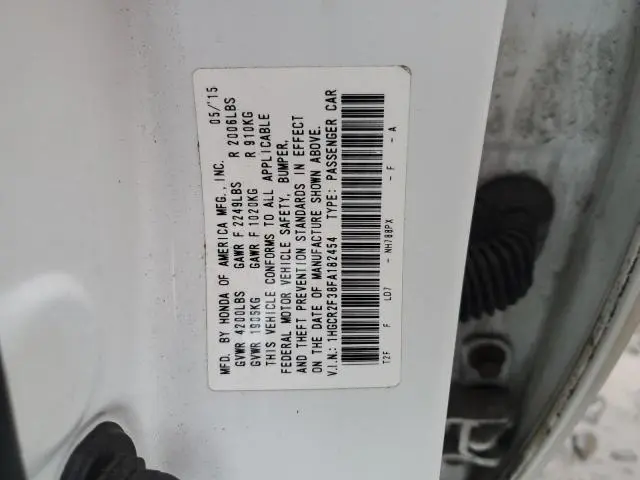 MFD. BY HONDA OF AMERICA MFG., INC. 05/'15
GVWR 4200LBS GAWR F 2249LBS R 2006LBS
GVWR 1905KG GAWR F 1020KG R 910KG
THIS VEHICLE CONFORMS TO ALL APPLICABLE
FEDERAL MOTOR VEHICLE SAFETY, BUMPER,
AND THEFT PREVENTION STANDARDS IN EFFECT
ON THE DATE OF MANUFACTURE SHOWN ABOVE.
V.I.N.: 1HGCR2F38FA182454 TYPE: PASSENGER CAR
T2F F LD7 - NH788PX - F - A